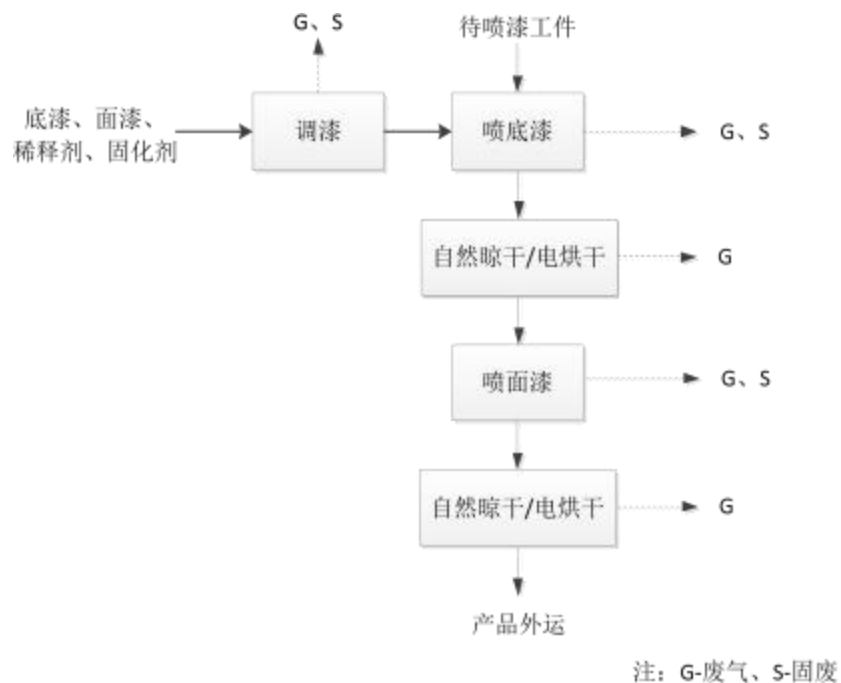 G、S
待喷漆工件
底漆、面漆、
稀释剂、固化剂
调漆
喷底漆
G、S
自然晾干/电烘干
G
喷面漆
G、S
自然晾干/电烘干
G
产品外运
注：G-废气、S-固废